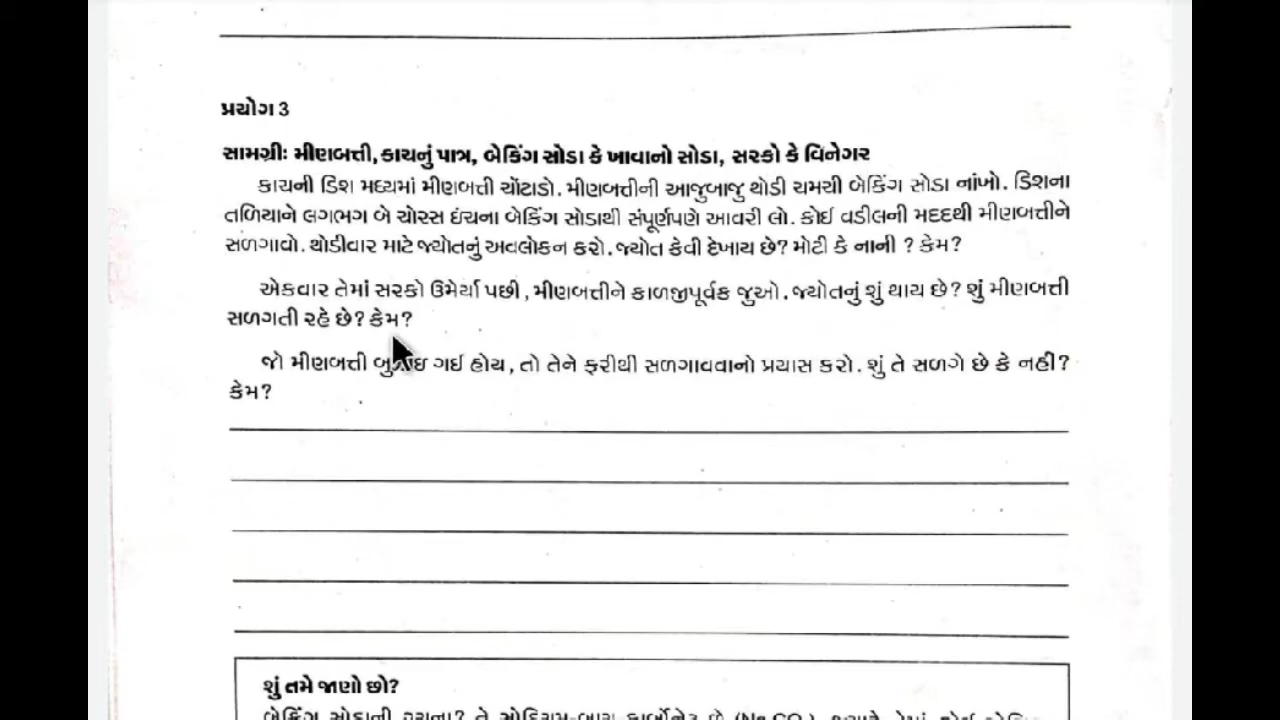 પ્રયોગ 3
સામગ્રીઃ મીણબત્તી, કાચનું પાત્ર, બેકિંગ સોડા કે ખાવાનો સોડા, સરકો કે વિનેગર
કાચની ડિશ મધ્યમાં મીણબત્તી ચોંટાડો. મીણબત્તીની આજુબાજુ થોડી ચમચી બેકિંગ સોડા નાંખો. ડિશના
તળિયાને લગભગ બે ચોરસ ઇંચના બેકિંગ સોડાથી સંપૂર્ણપણે આવરી લો. કોઈ વડીલની મદદથી મીણબત્તીને
સળગાવો. થોડીવાર માટે જ્યોતનું અવલોકન કરો. જ્યોત કેવી દેખાય છે? મોટી કે નાની ? કેમ?
એકવાર તેમાં સરકો ઉમેર્યા પછી, મીણબત્તીને કાળજીપૂર્વક જુઓ. જ્યોતનું શું થાય છે? શું મીણબત્તી
સળગતી રહે છે? કેમ?
જો મીણબત્તી ગઈ હોય, તો તેને ફરીથી સળગાવવાનો પ્રયાસ કરો. શું તે સળગે છે કે નહીં?
કેમ?
શું તમે જાણો છો?